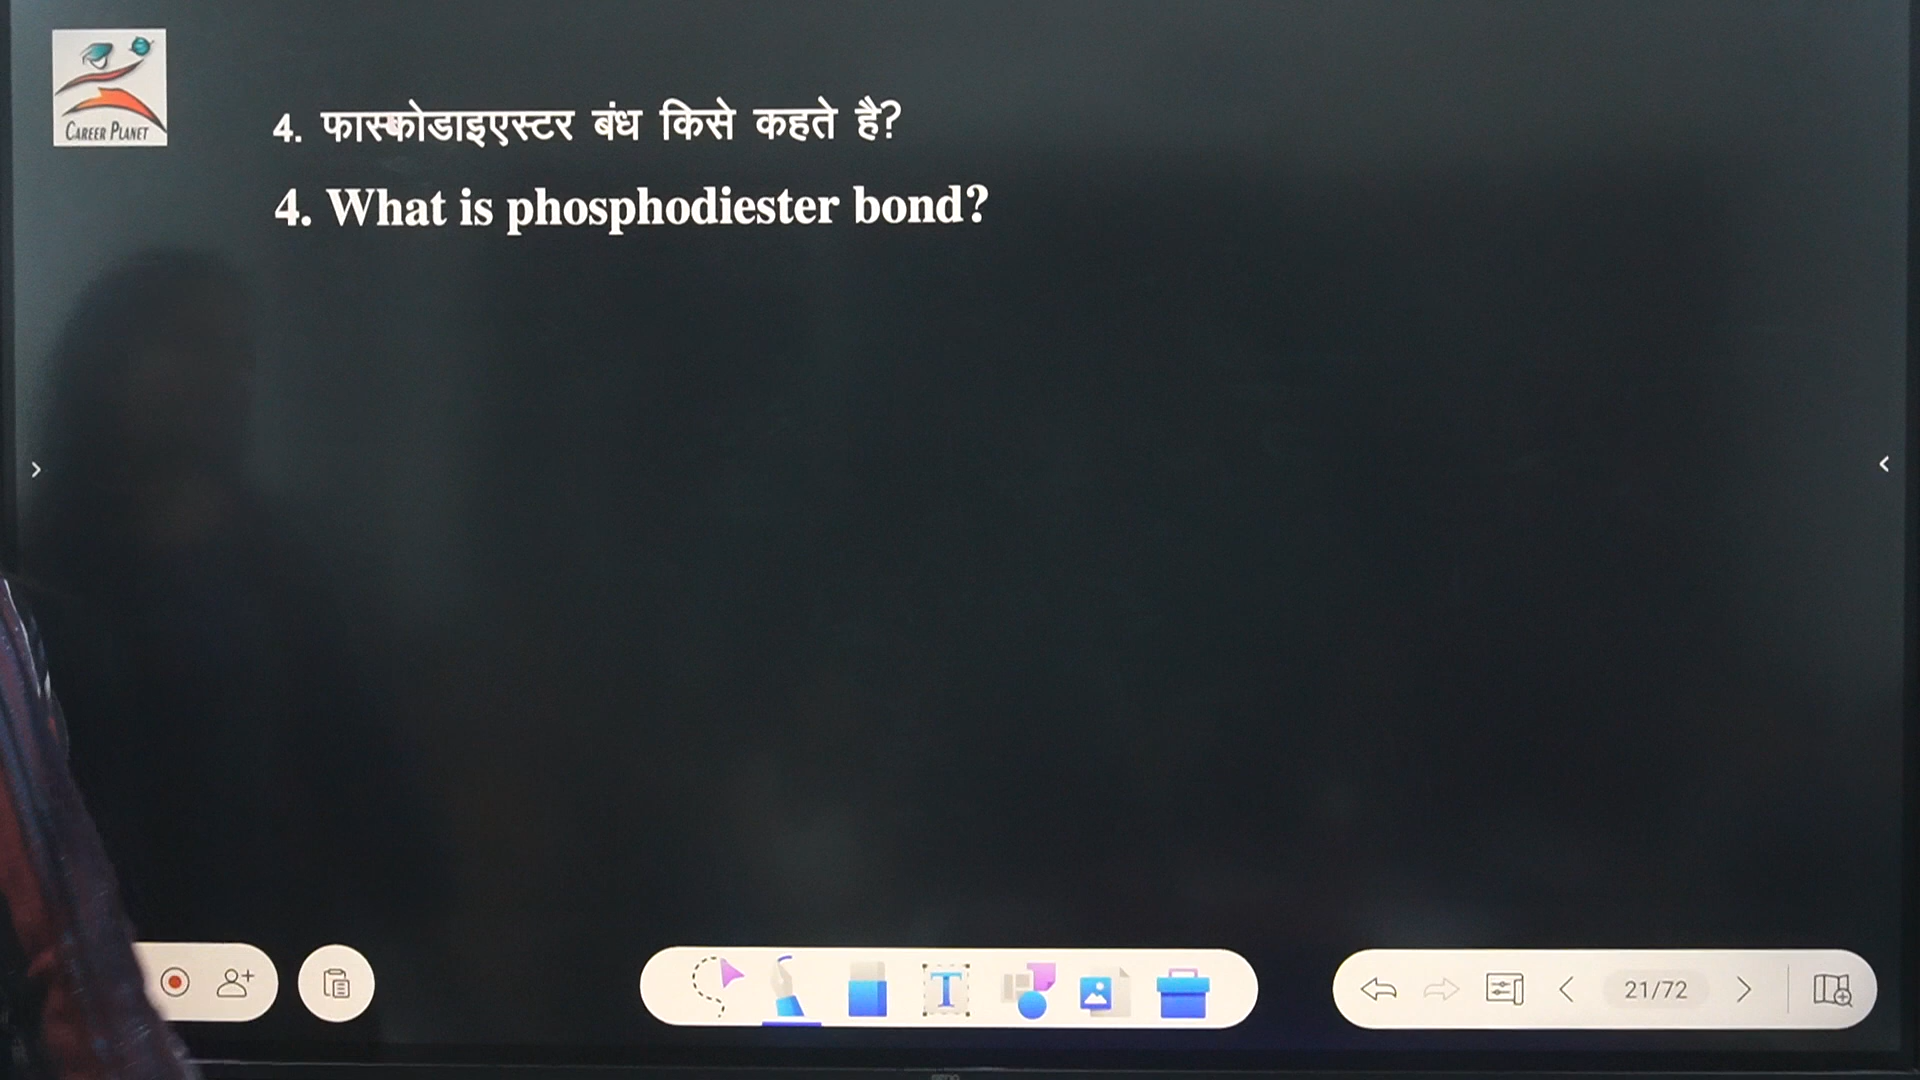 CAREER PLANET
4. फास्कोडाइएस्टर बंध किसे कहते है?
4. What is phosphodiester bond?
T
21/72